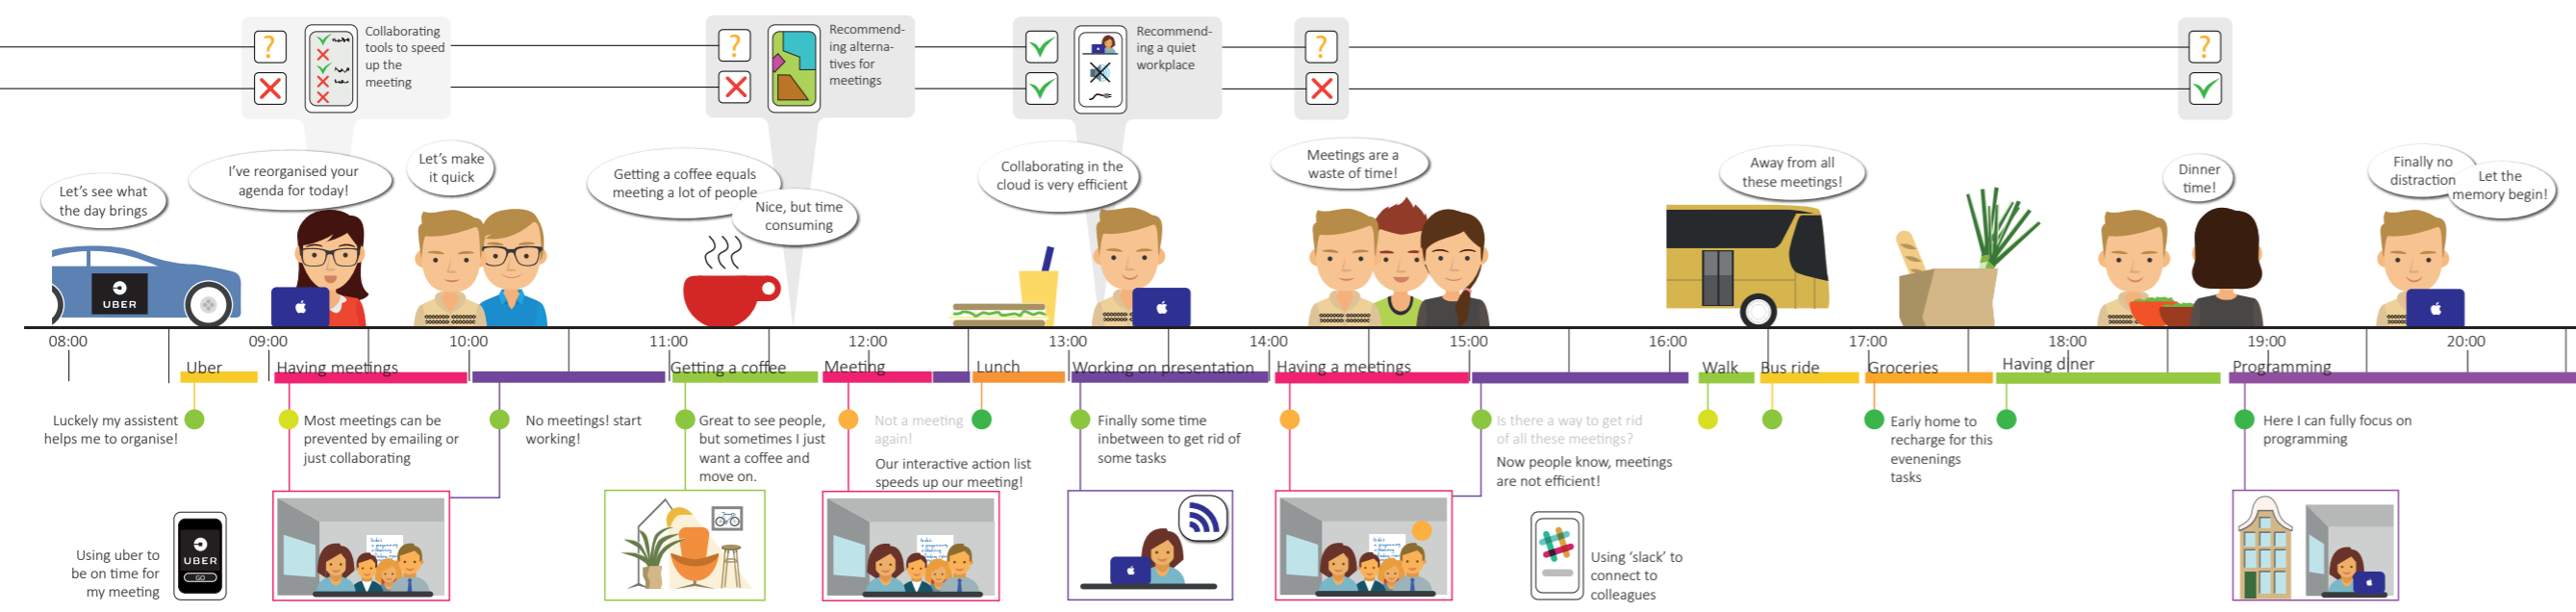 ?
Collaborating
tools to speed
up the
meeting
?
Recommend-
ing alterna-
tives for
meetings
Recommend-
ing a quiet
workplace
?
?
Let's see what
the day brings
I've reorganised your
agenda for today!
Let's make
it quick
Getting a coffee equals
meeting a lot of people
Nice, but time
consuming
Collaborating in the
cloud is very efficient
Meetings are a
waste of time!
Away from all
these meetings!
Dinner
time!
Finally no
distraction
Let the
memory begin!
UBER
08:00
09:00
10:00
11:00
12:00
13:00
14:00
15:00
16:00
17:00
18:00
19:00
20:00
Uber
Having meetings
Getting a coffee
Meeting
Lunch
Working on presentation
Having a meetings
Walk
Bus ride
Groceries
Having diner
Programming
Luckely my assistent
helps me to organise!
Most meetings can be
prevented by emailing or
just collaborating
No meetings! start
working!
Great to see people,
but sometimes I just
want a coffee and
move on.
Not a meeting
again!
Our interactive action list
speeds up our meeting!
Finally some time
inbetween to get rid of
some tasks
Is there a way to get rid
of all these meetings?
Now people know, meetings
are not efficient!
Early home to
recharge for this
evenenings
tasks
Here I can fully focus on
programming
Using uber to
be on time for
my meeting
UBER
GO
Using 'slack' to
connect to
colleagues